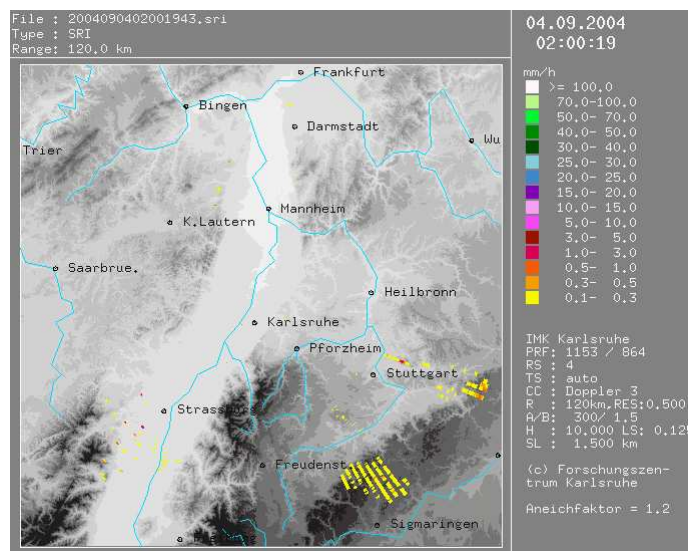 File : 2004090402001943.sri
Type : SRI
Range: 120.0 km
04.09.2004
02:00:19
mm/h
>= 100.0
70.0-100.0
50.0- 70.0
40.0- 50.0
30.0- 40.0
25.0- 30.0
20.0- 25.0
15.0- 20.0
10.0- 15.0
5.0- 10.0
3.0- 5.0
1.0- 3.0
0.5- 1.0
0.3- 0.5
0.1- 0.3
Frankfurt
Bingen
Darmstadt
Trier
Wu
Mannheim
K.Lautern
Saarbrue.
Heilbronn
Karlsruhe
Pforzheim
Stuttgart
Freudenst.
Sigmaringen
IMK Karlsruhe
PRF: 1153 / 864
RS : 4
TS : auto
CC : Doppler 3
R : 120km,RES:0.500
A/B: 300/ 1.5
H : 10.000 LS: 0.125
SL : 1.500 km
(c) Forschungszen-
trum Karlsruhe
Aneichfaktor = 1.2